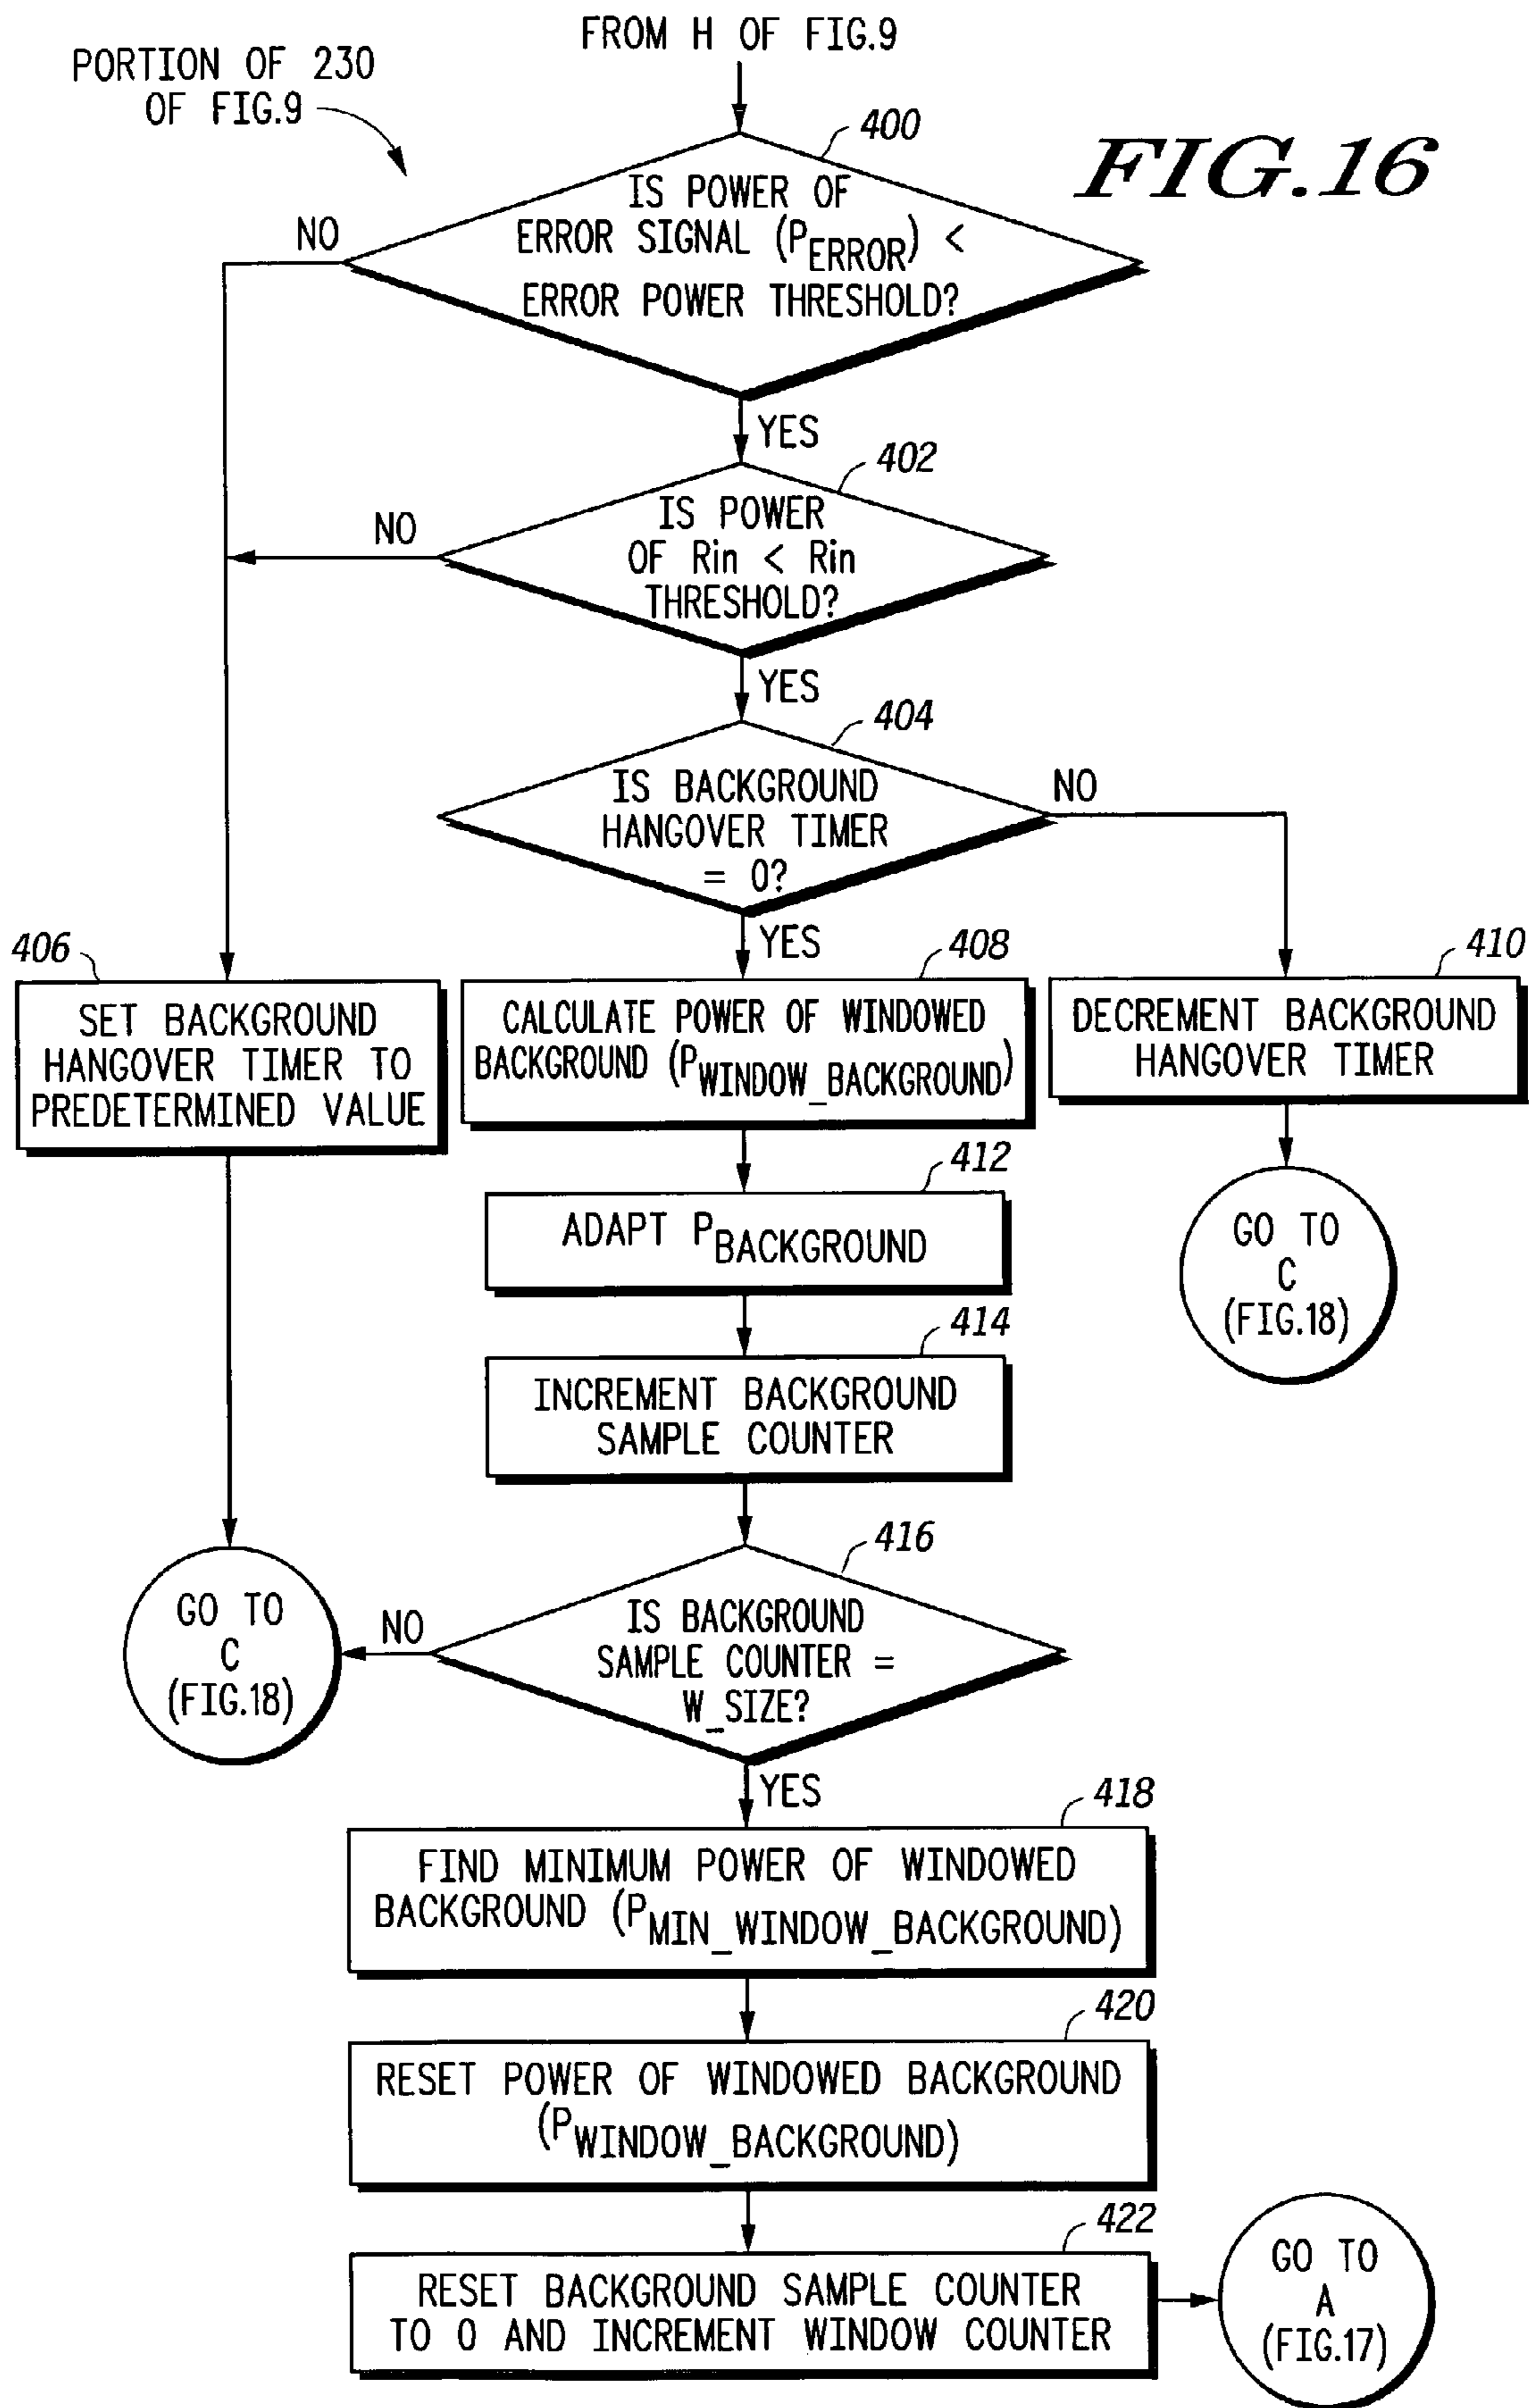 FROM H OF FIG.9
PORTION OF 230
OF FIG.9
FIG.16
400
IS POWER OF
ERROR SIGNAL (PERROR) <
ERROR POWER THRESHOLD?
NO
YES
402
IS POWER
OF Rin < Rin
THRESHOLD?
NO
YES
404
IS BACKGROUND
HANGOVER TIMER
= 0?
NO
YES
406
SET BACKGROUND
HANGOVER TIMER TO
PREDETERMINED VALUE
408
CALCULATE POWER OF WINDOWED
BACKGROUND (PWINDOW_BACKGROUND)
410
DECREMENT BACKGROUND
HANGOVER TIMER
412
ADAPT PBACKGROUND
GO TO
C
(FIG.18)
414
INCREMENT BACKGROUND
SAMPLE COUNTER
416
IS BACKGROUND
SAMPLE COUNTER =
W_SIZE?
NO
GO TO
C
(FIG.18)
YES
418
FIND MINIMUM POWER OF WINDOWED
BACKGROUND (PMIN_WINDOW_BACKGROUND)
420
RESET POWER OF WINDOWED BACKGROUND
(PWINDOW_BACKGROUND)
422
RESET BACKGROUND SAMPLE COUNTER
TO 0 AND INCREMENT WINDOW COUNTER
GO TO
A
(FIG.17)